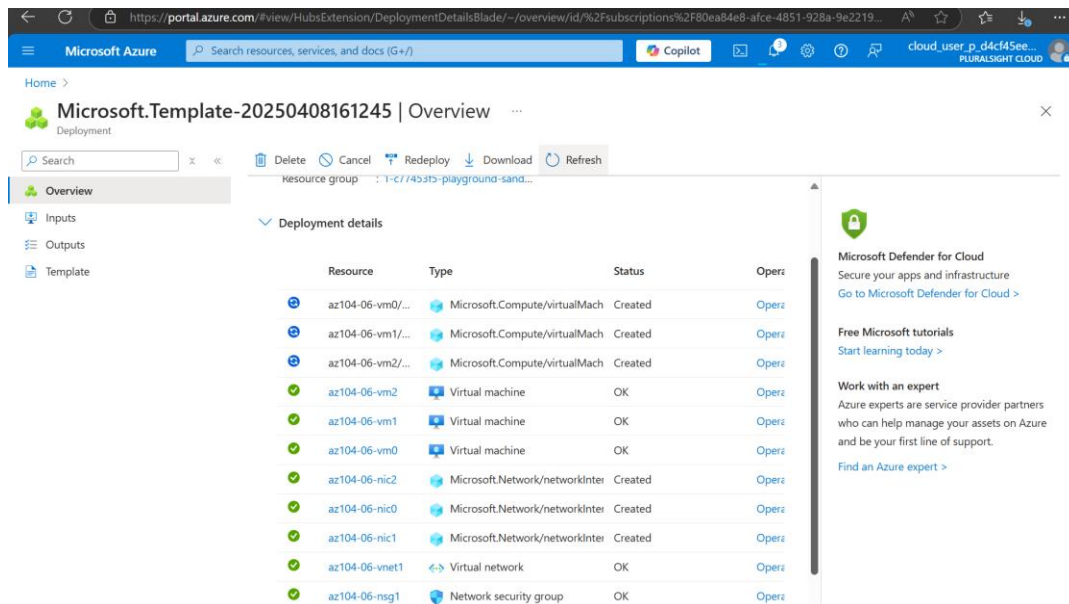 https://portal.azure.com/#view/HubsExtension/DeploymentDetailsBlade/~/overview/id/%2Fsubscriptions%2F80ea84e8-afce-4851-928a-9e2219...
Microsoft Azure
Search resources, services, and docs (G+/)
Copilot
3
cloud_user_p_d4cf45ee...
PLURALSIGHT CLOUD
Home >
Microsoft.Template-20250408161245 | Overview ...
Deployment
Search
Delete Cancel Redeploy Download Refresh
Overview
Inputs
Outputs
Template
Resource group : 1-c77453f5-playground-sand...
Deployment details
Resource Type Status Opera
az104-06-vm0/... Microsoft.Compute/virtualMach Created Opera
az104-06-vm1/... Microsoft.Compute/virtualMach Created Opera
az104-06-vm2/... Microsoft.Compute/virtualMach Created Opera
az104-06-vm2 Virtual machine OK Opera
az104-06-vm1 Virtual machine OK Opera
az104-06-vm0 Virtual machine OK Opera
az104-06-nic2 Microsoft.Network/networkInter Created Opera
az104-06-nic0 Microsoft.Network/networkInter Created Opera
az104-06-nic1 Microsoft.Network/networkInter Created Opera
az104-06-vnet1 Virtual network OK Opera
az104-06-nsg1 Network security group OK Opera
Microsoft Defender for Cloud
Secure your apps and infrastructure
Go to Microsoft Defender for Cloud >
Free Microsoft tutorials
Start learning today >
Work with an expert
Azure experts are service provider partners
who can help manage your assets on Azure
and be your first line of support.
Find an Azure expert >